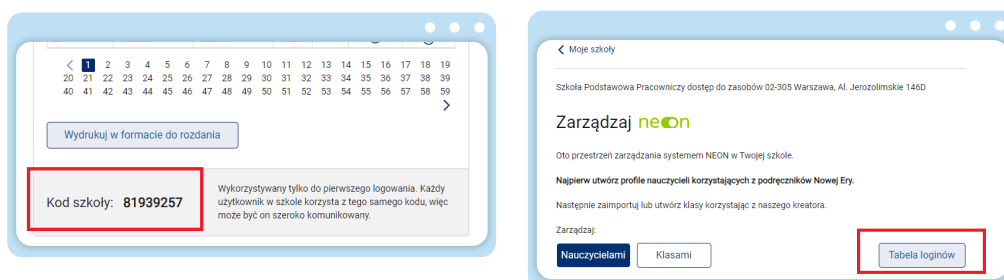 1 2 3 4 5 6 7 8 9 10 11 12 13 14 15 16 17 18 19
20 21 22 23 24 25 26 27 28 29 30 31 32 33 34 35 36 37 38 39
40 41 42 43 44 45 46 47 48 49 50 51 52 53 54 55 56 57 58 59
Wydrukuj w formacie do rozdania
Kod szkoły: 81939257
Wykorzystywany tylko do pierwszego logowania. Każdy
użytkownik w szkole korzysta z tego samego kodu, więc
może być on szeroko komunikowany.
Moje szkoły
Szkoła Podstawowa Pracowniczy dostęp do zasobów 02-305 Warszawa, Al. Jerozolimskie 146D
Zarządzaj neon
Oto przestrzeń zarządzania systemem NEON w Twojej szkole.
Najpierw utwórz profile nauczycieli korzystających z podręczników Nowej Ery.
Następnie zaimportuj lub utwórz klasy korzystając z naszego kreatora.
Zarządzaj:
Nauczycielami Klasami Tabela loginów